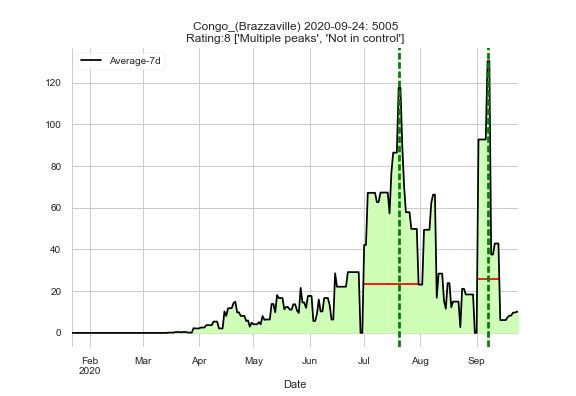 Congo_(Brazzaville) 2020-09-24: 5005
Rating:8 ['Multiple peaks', 'Not in control']
Average-7d
120
100
80
60
40
20
0
Feb Mar Apr May Jun Jul Aug Sep
2020
Date